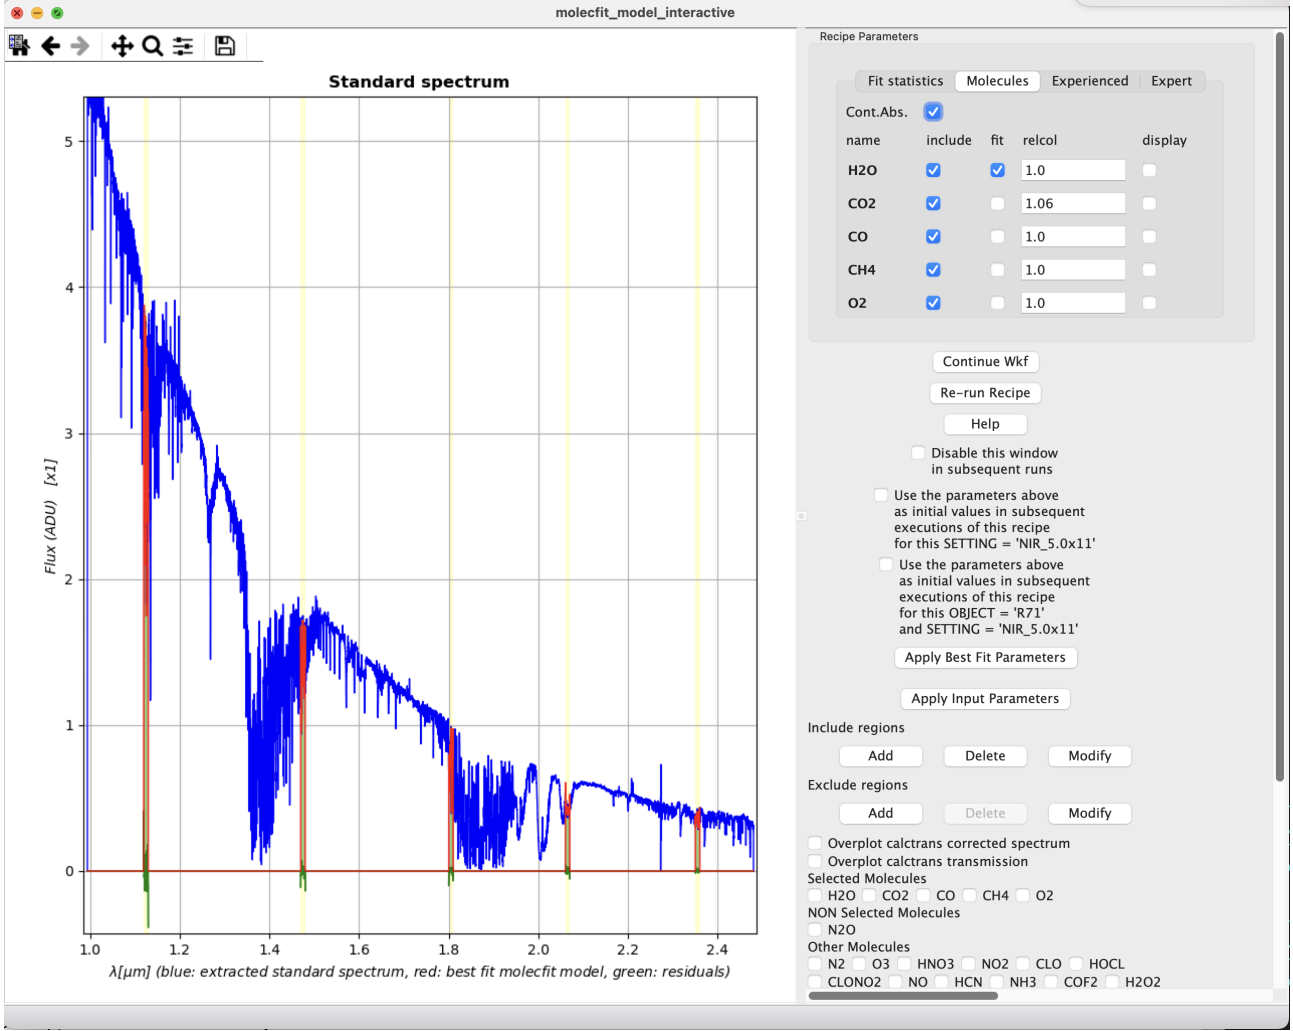 molecfit_model_interactive
Standard spectrum
5
4
3
2
1
0
Flux (ADU) [x1]
1.0 1.2 1.4 1.6 1.8 2.0 2.2 2.4
λ[μm] (blue: extracted standard spectrum, red: best fit molecfit model, green: residuals)
Recipe Parameters
Fit statistics Molecules Experienced Expert
Cont.Abs.
name include fit relcol display
H2O 1.0
CO2 1.06
CO 1.0
CH4 1.0
O2 1.0
Continue Wkf
Re-run Recipe
Help
Disable this window
in subsequent runs
Use the parameters above
as initial values in subsequent
executions of this recipe
for this SETTING = 'NIR_5.0x11'
Use the parameters above
as initial values in subsequent
executions of this recipe
for this OBJECT = 'R71'
and SETTING = 'NIR_5.0x11'
Apply Best Fit Parameters
Apply Input Parameters
Include regions
Add Delete Modify
Exclude regions
Add Delete Modify
Overplot calctrans corrected spectrum
Overplot calctrans transmission
Selected Molecules
H2O CO2 CO CH4 O2
NON Selected Molecules
N2O
Other Molecules
N2 O3 HNO3 NO2 CLO HOCL
CLONO2 NO HCN NH3 COF2 H2O2